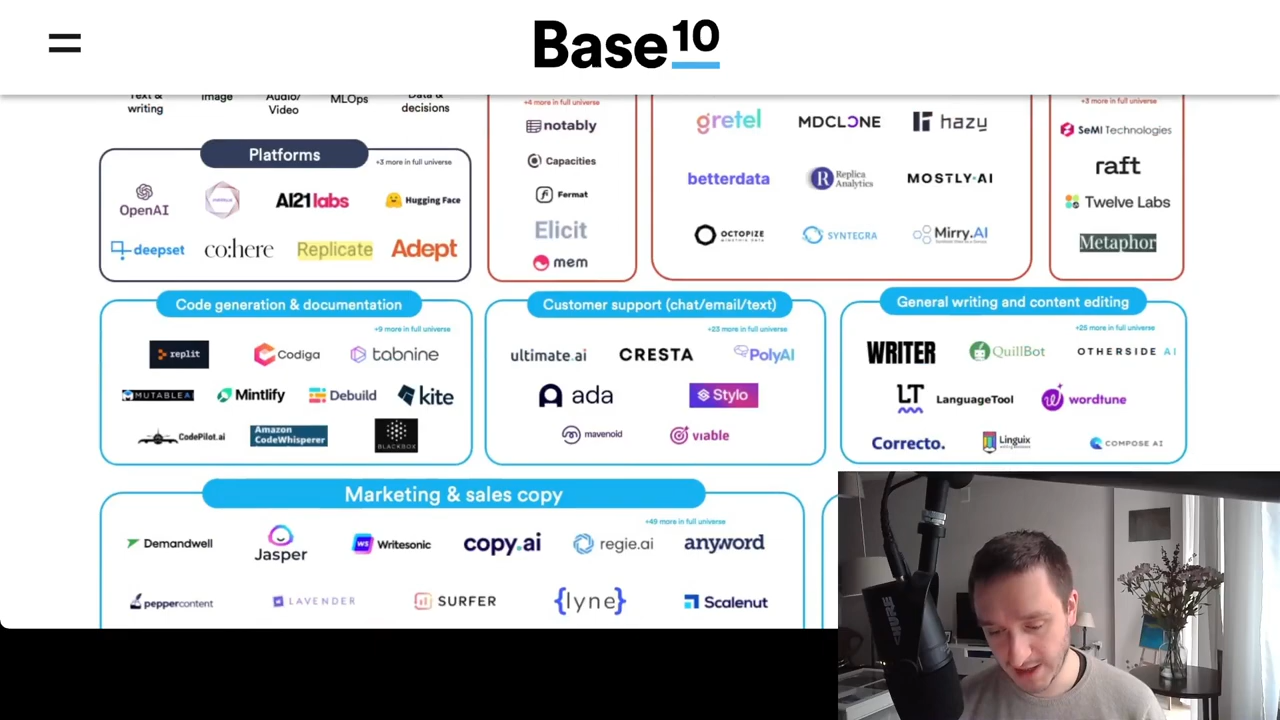 Base10
Text &
writing
Image
Audio/
Video
MLOps
Data &
decisions
Platforms
+3 more in full universe
OpenAI
AI21labs
Hugging Face
deepset
co:here
Replicate
Adept
+4 more in full universe
notably
Capacities
Fermat
Elicit
mem
gretel
MDCLONE
hazy
betterdata
Replica
Analytics
MOSTLY·AI
OCTOPIZE
SYNTEGRA
Mirry.AI
+3 more in full universe
SeMI Technologies
raft
Twelve Labs
Metaphor
Code generation & documentation
+9 more in full universe
replit
Codiga
tabnine
MUTABLEAI
Mintlify
Debuild
kite
CodePilot.ai
Amazon
CodeWhisperer
BLACKBOX
Customer support (chat/email/text)
+23 more in full universe
ultimate.ai
CRESTA
PolyAI
ada
Stylo
mavenoid
viable
General writing and content editing
+25 more in full universe
WRITER
QuillBot
OTHERSIDE AI
LT
LanguageTool
wordtune
Correcto.
Linguix
COMPOSE AI
Marketing & sales copy
+49 more in full universe
Demandwell
Jasper
WS
Writesonic
copy.ai
regie.ai
anyword
peppercontent
LAVENDER
SURFER
{lyne}
Scalenut
SHURE